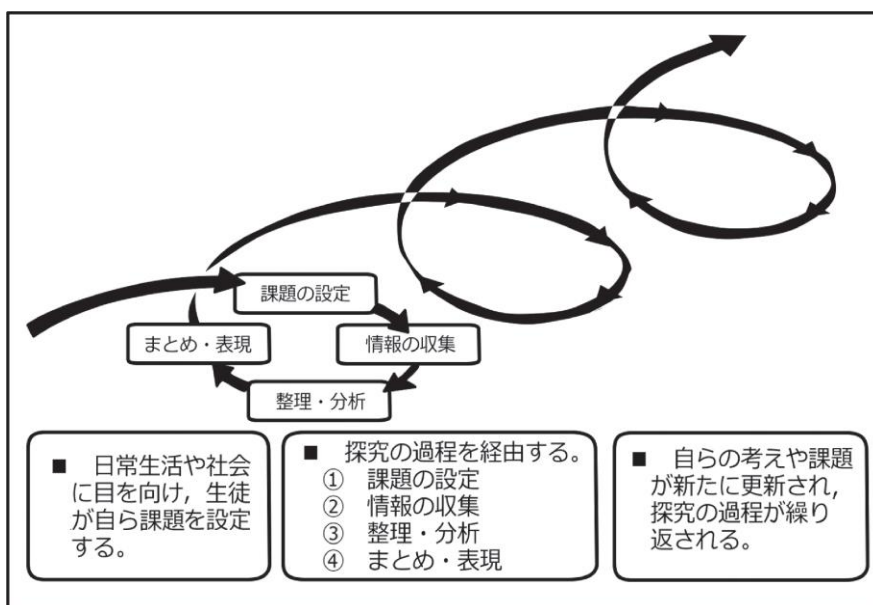 課題の設定
まとめ・表現
情報の収集
整理・分析
■ 日常生活や社会
に目を向け，生徒
が自ら課題を設定
する。
■ 探究の過程を経由する。
① 課題の設定
② 情報の収集
③ 整理・分析
④ まとめ・表現
■ 自らの考えや課題
が新たに更新され，
探究の過程が繰り
返される。